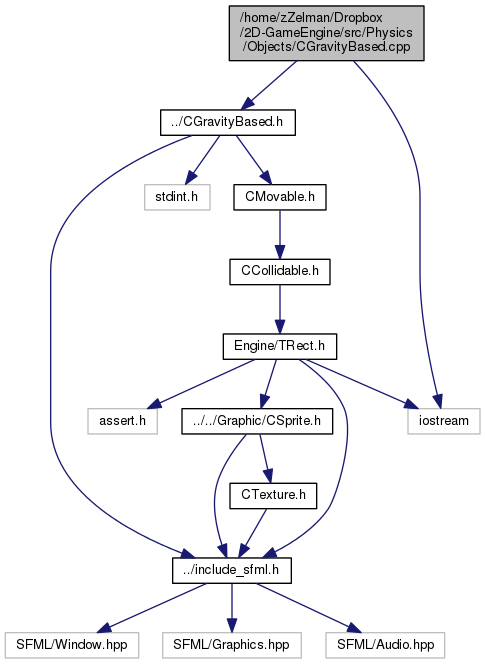 /home/zZelman/Dropbox
/2D-GameEngine/src/Physics
/Objects/CGravityBased.cpp
../CGravityBased.h
stdint.h
CMovable.h
CCollidable.h
Engine/TRect.h
assert.h
../../Graphic/CSprite.h
iostream
CTexture.h
../include_sfml.h
SFML/Window.hpp
SFML/Graphics.hpp
SFML/Audio.hpp